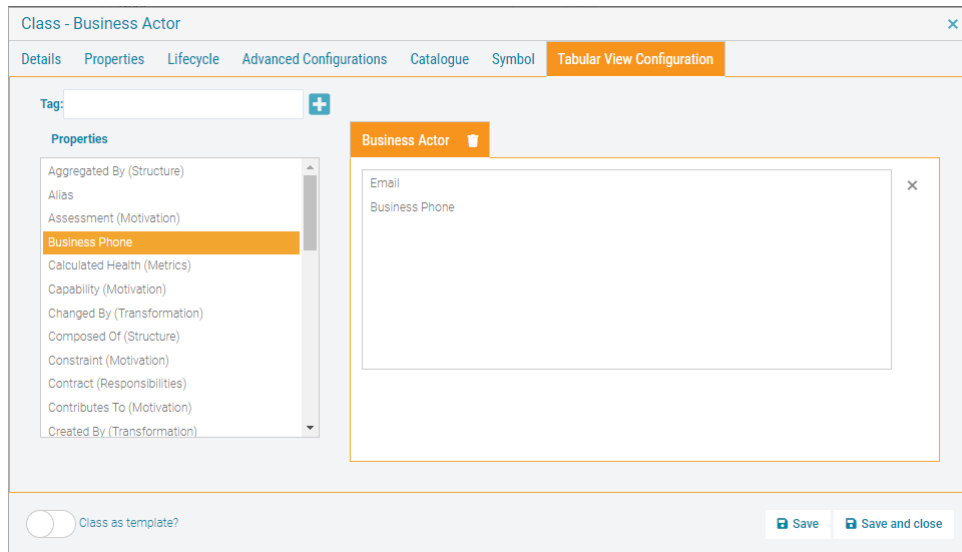 Class - Business Actor
Details Properties Lifecycle Advanced Configurations Catalogue Symbol Tabular View Configuration
Tag:
Properties
Business Actor
Aggregated By (Structure)
Alias
Assessment (Motivation)
Business Phone
Calculated Health (Metrics)
Capability (Motivation)
Changed By (Transformation)
Composed Of (Structure)
Constraint (Motivation)
Contract (Responsibilities)
Contributes To (Motivation)
Created By (Transformation)
Email
Business Phone
Class as template?
Save Save and close